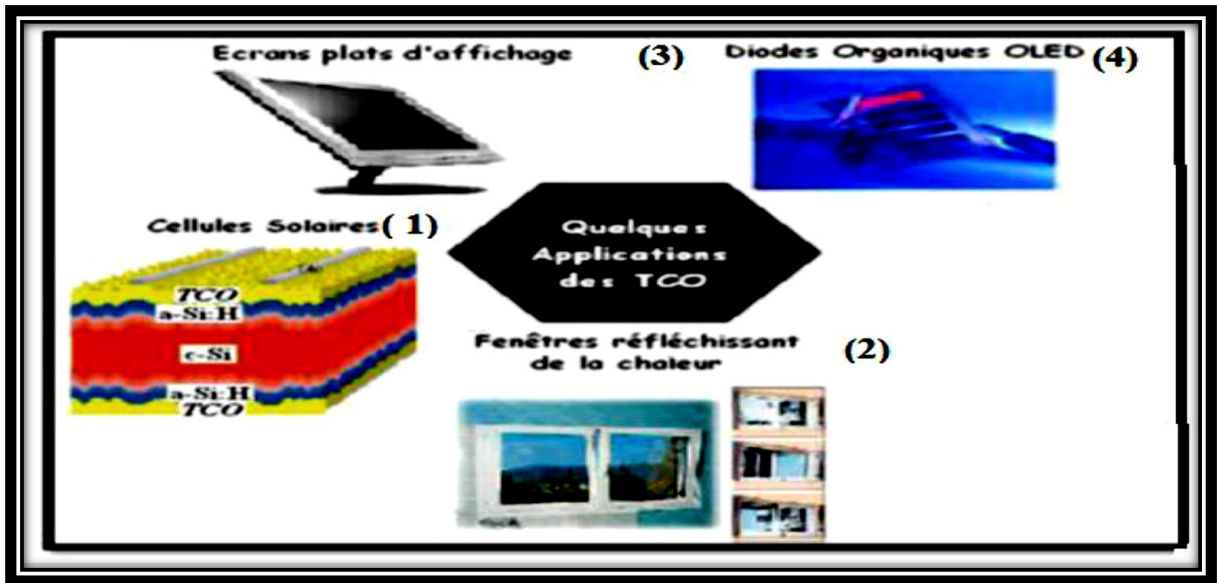 Ecrans plats d'affichage (3)
Diodes Organiques OLED (4)
Cellules Solaires (1)
Quelques
Applications
des TCO
TCO
a-Si:H
c-Si
a-Si:H
TCO
Fenêtres réfléchissant
de la chaleur
(2)